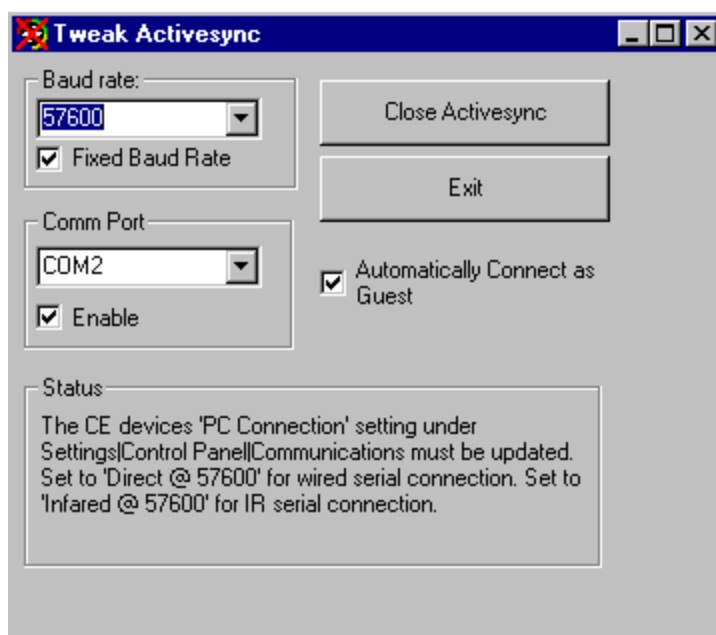 Tweak Activesync
Baud rate:
57600
Fixed Baud Rate
Close Activesync
Exit
Comm Port
COM2
Enable
Automatically Connect as
Guest
Status
The CE devices 'PC Connection' setting under
Settings|Control Panel|Communications must be updated.
Set to 'Direct @ 57600' for wired serial connection. Set to
'Infared @ 57600' for IR serial connection.